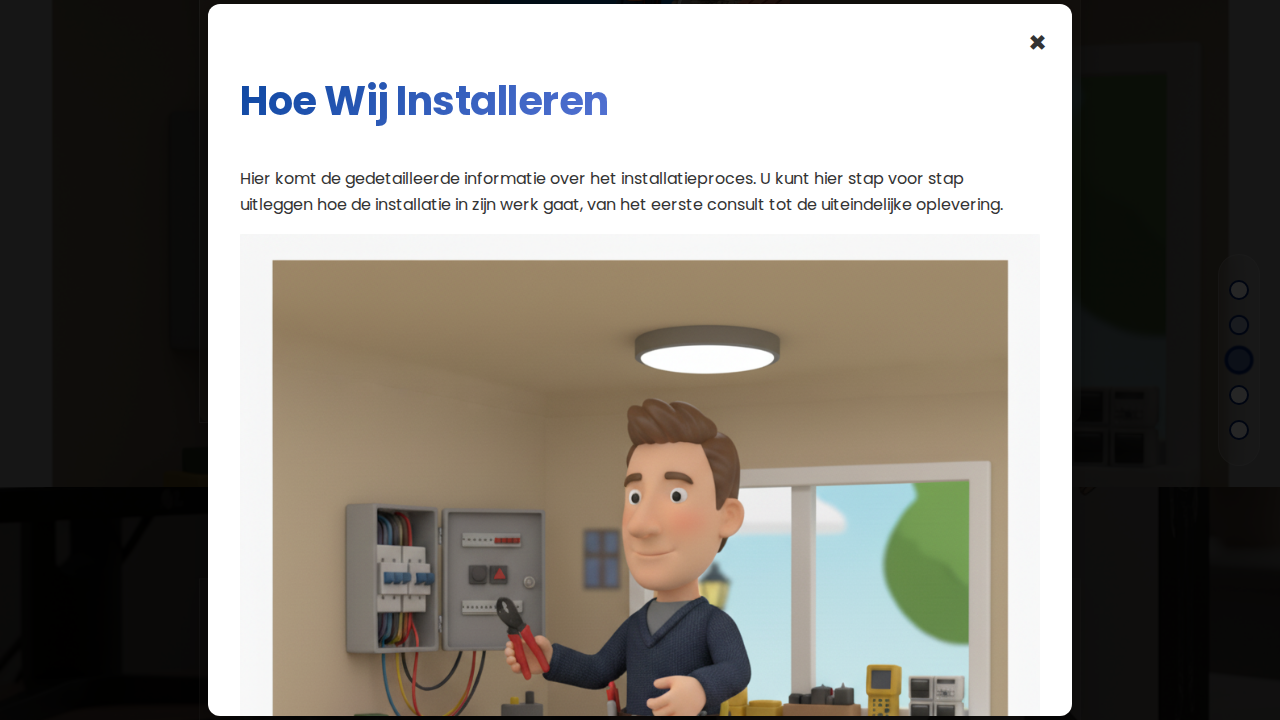 ✖
Hoe Wij Installeren
Hier komt de gedetailleerde informatie over het installatieproces. U kunt hier stap voor stap
uitleggen hoe de installatie in zijn werk gaat, van het eerste consult tot de uiteindelijke oplevering.